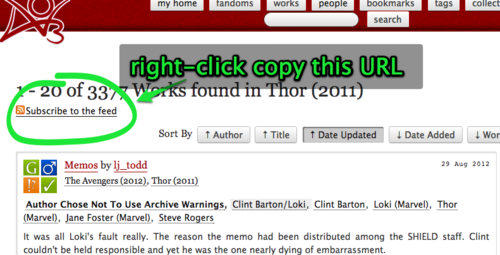 my home fandoms works people bookmarks tags collect
search
right-click copy this URL
1 - 20 of 3377 Works found in Thor (2011)
Subscribe to the feed
Sort By ↑ Author ↑ Title ↑ Date Updated ↓ Date Added ↓ Wor
Memos by lj_todd 29 Aug 2012
The Avengers (2012), Thor (2011)
Author Chose Not To Use Archive Warnings, Clint Barton/Loki, Clint Barton, Loki (Marvel), Thor
(Marvel), Jane Foster (Marvel), Steve Rogers
It was all Loki's fault really. The reason the memo had been distributed among the SHIELD staff. Clint
couldn't be held responsible and yet he was the one nearly dying of embarrassment.